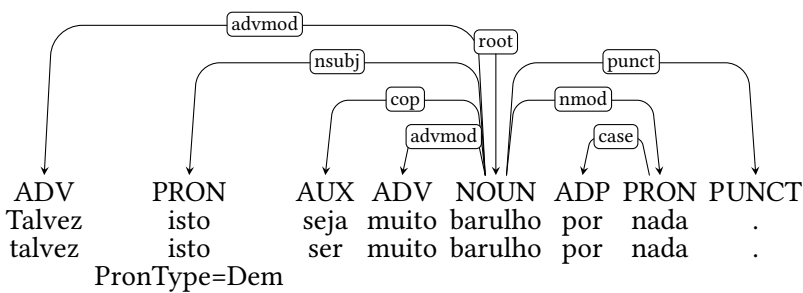 advmod
root
nsubj
punct
cop
nmod
advmod
case
ADV PRON AUX ADV NOUN ADP PRON PUNCT
Talvez isto seja muito barulho por nada .
talvez isto ser muito barulho por nada .
PronType=Dem